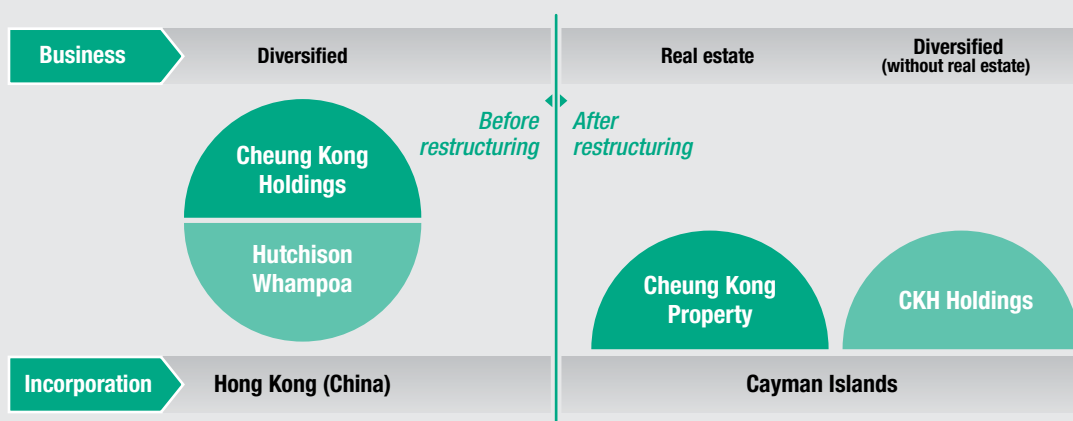 Business
Diversified
Real estate
Diversified
(without real estate)
Before
restructuring
After
restructuring
Cheung Kong
Holdings
Hutchison
Whampoa
Cheung Kong
Property
CKH Holdings
Incorporation
Hong Kong (China)
Cayman Islands